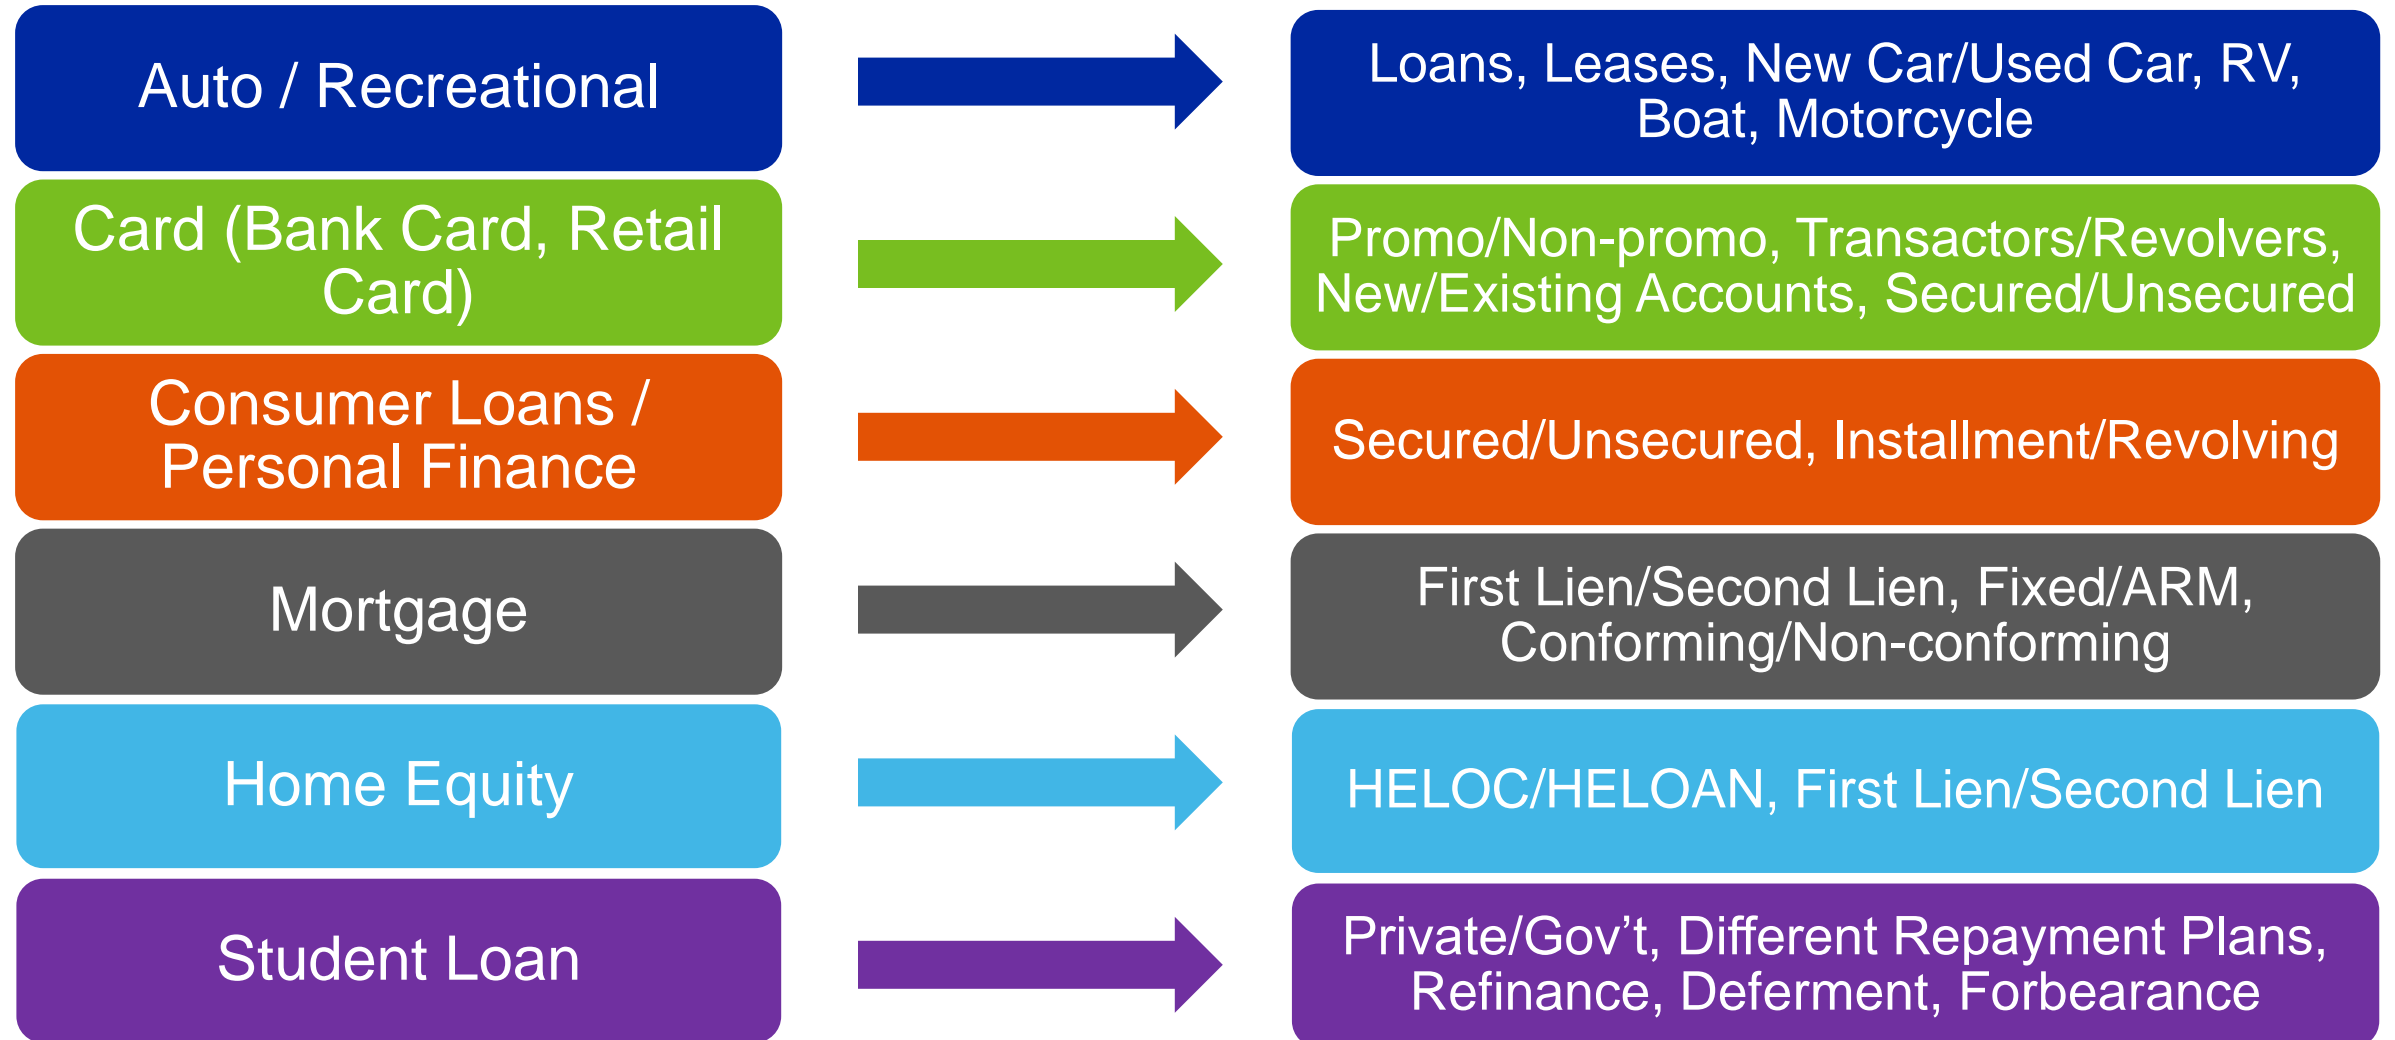 Auto / Recreational
Loans, Leases, New Car/Used Car, RV,
Boat, Motorcycle
Card (Bank Card, Retail
Card)
Promo/Non-promo, Transactors/Revolvers,
New/Existing Accounts, Secured/Unsecured
Consumer Loans /
Personal Finance
Secured/Unsecured, Installment/Revolving
Mortgage
First Lien/Second Lien, Fixed/ARM,
Conforming/Non-conforming
Home Equity
HELOC/HELOAN, First Lien/Second Lien
Student Loan
Private/Gov’t, Different Repayment Plans,
Refinance, Deferment, Forbearance